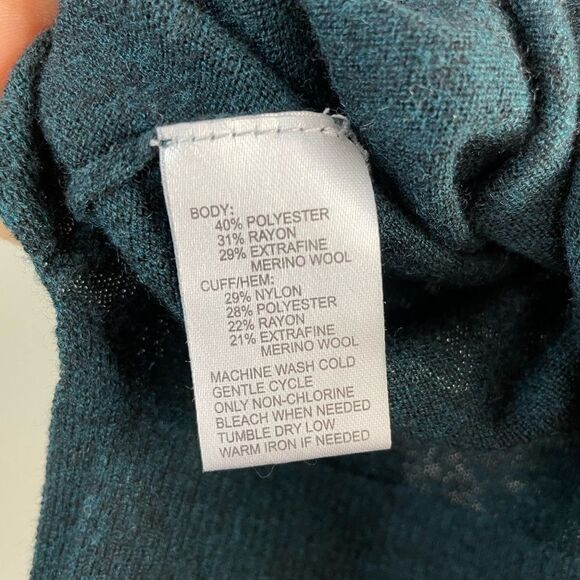 BODY:
40% POLYESTER
31% RAYON
29% EXTRAFINE
MERINO WOOL
CUFF/HEM:
29% NYLON
28% POLYESTER
22% RAYON
21% EXTRAFINE
MERINO WOOL
MACHINE WASH COLD
GENTLE CYCLE
ONLY NON-CHLORINE
BLEACH WHEN NEEDED
TUMBLE DRY LOW
WARM IRON IF NEEDED